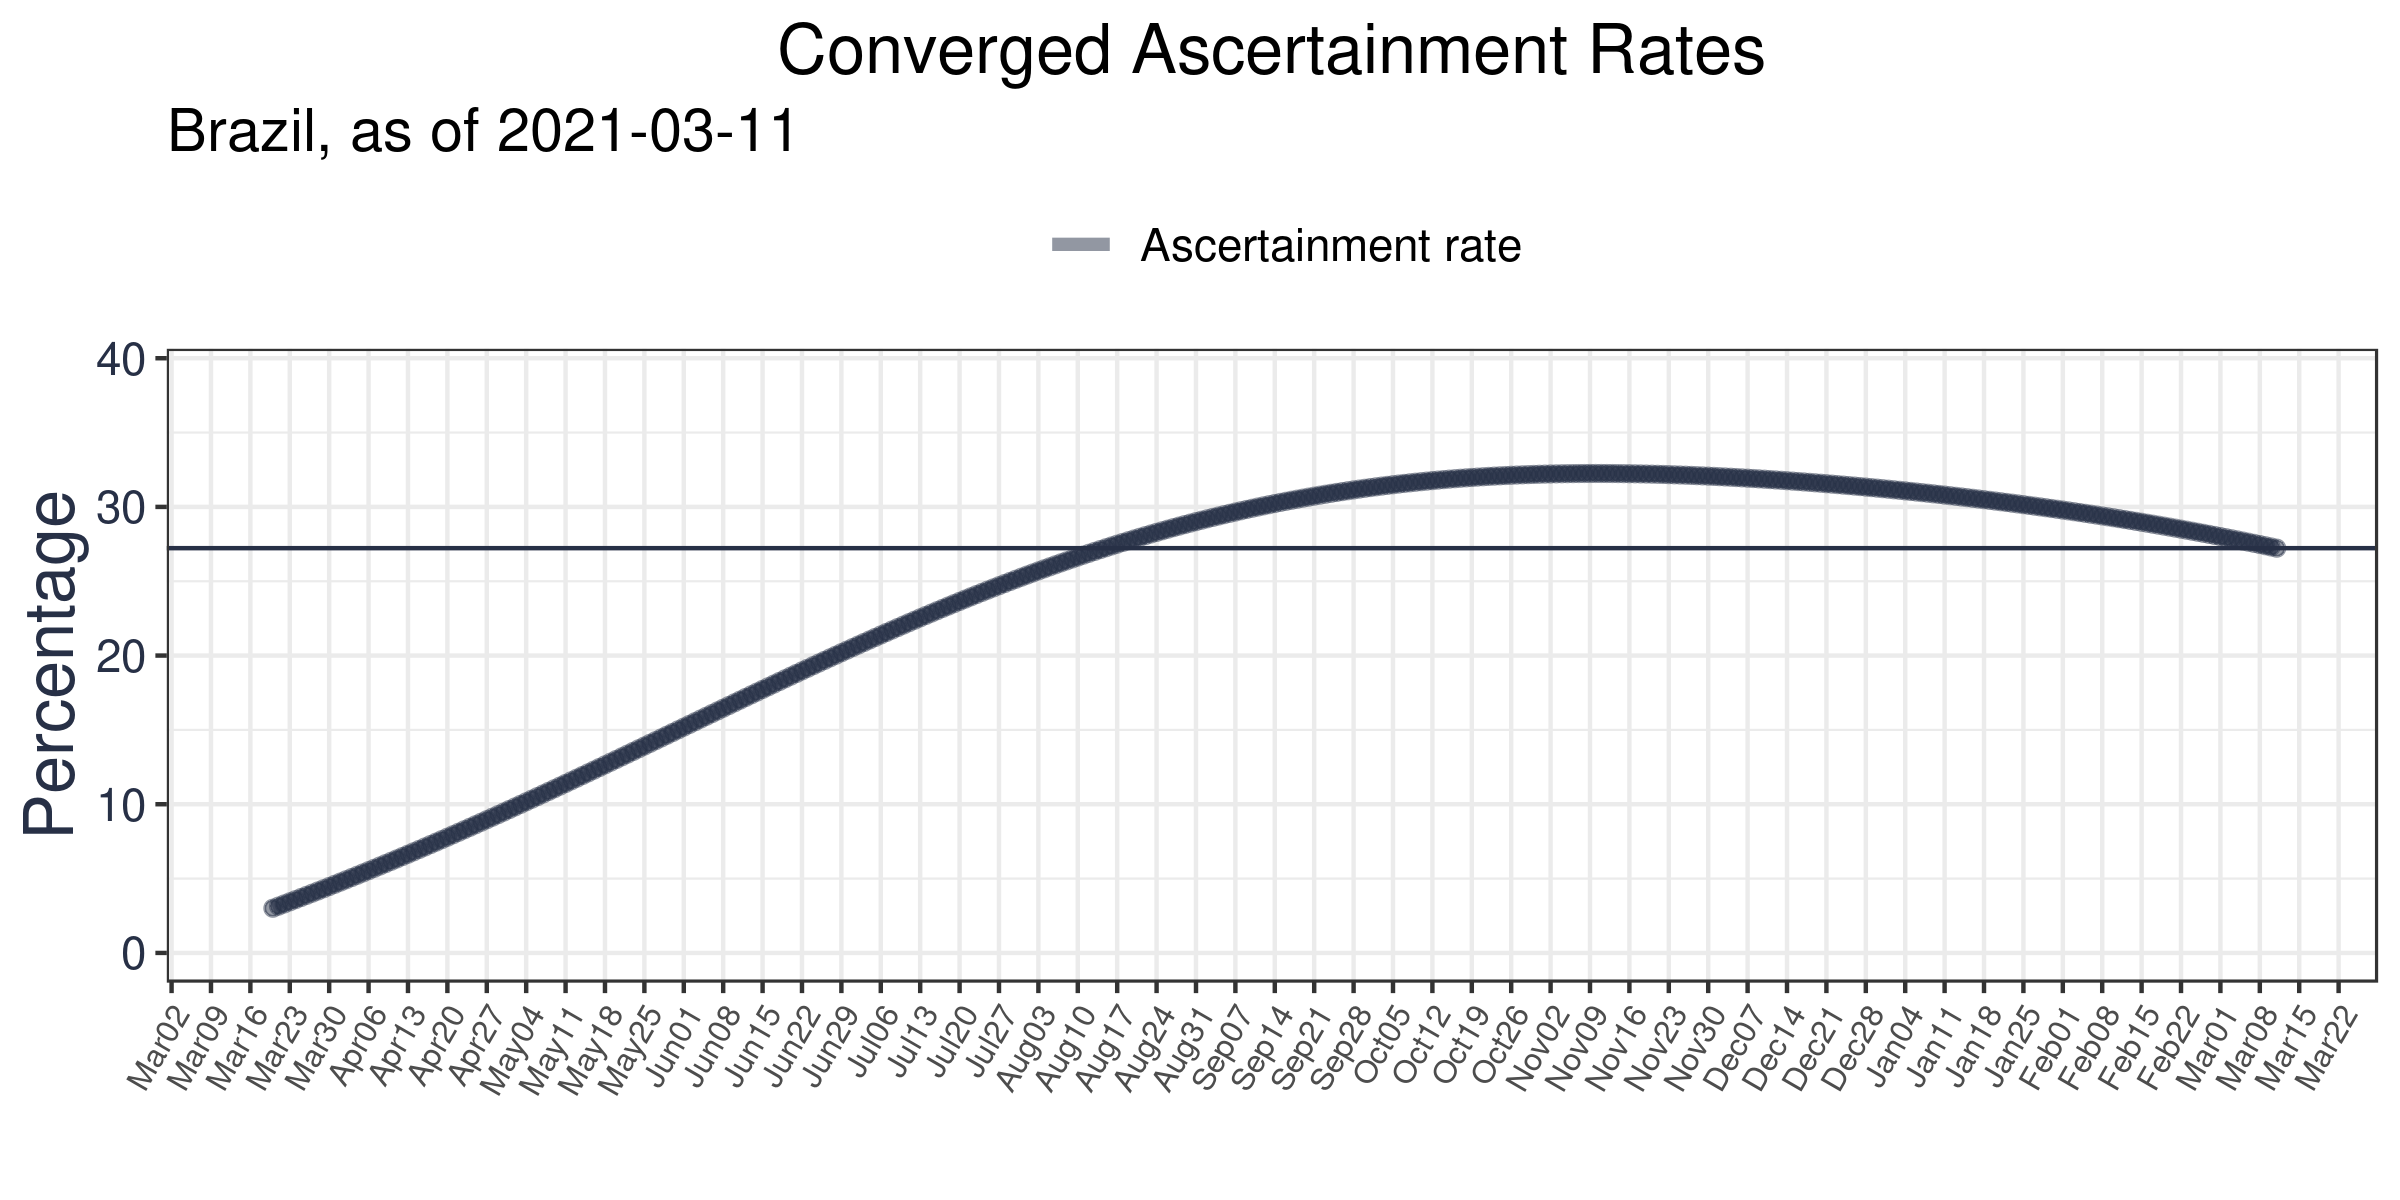 Converged Ascertainment Rates
Brazil, as of 2021-03-11
Ascertainment rate
Percentage
40
30
20
10
0
Mar02 Mar09 Mar16 Mar23 Mar30 Apr06 Apr13 Apr20 Apr27 May04 May11 May18 May25 Jun01 Jun08 Jun15 Jun22 Jun29 Jul06 Jul13 Jul20 Jul27 Aug03 Aug10 Aug17 Aug24 Aug31 Sep07 Sep14 Sep21 Sep28 Oct05 Oct12 Oct19 Oct26 Nov02 Nov09 Nov16 Nov23 Nov30 Dec07 Dec14 Dec21 Dec28 Jan04 Jan11 Jan18 Jan25 Feb01 Feb08 Feb15 Feb22 Mar01 Mar08 Mar15 Mar22